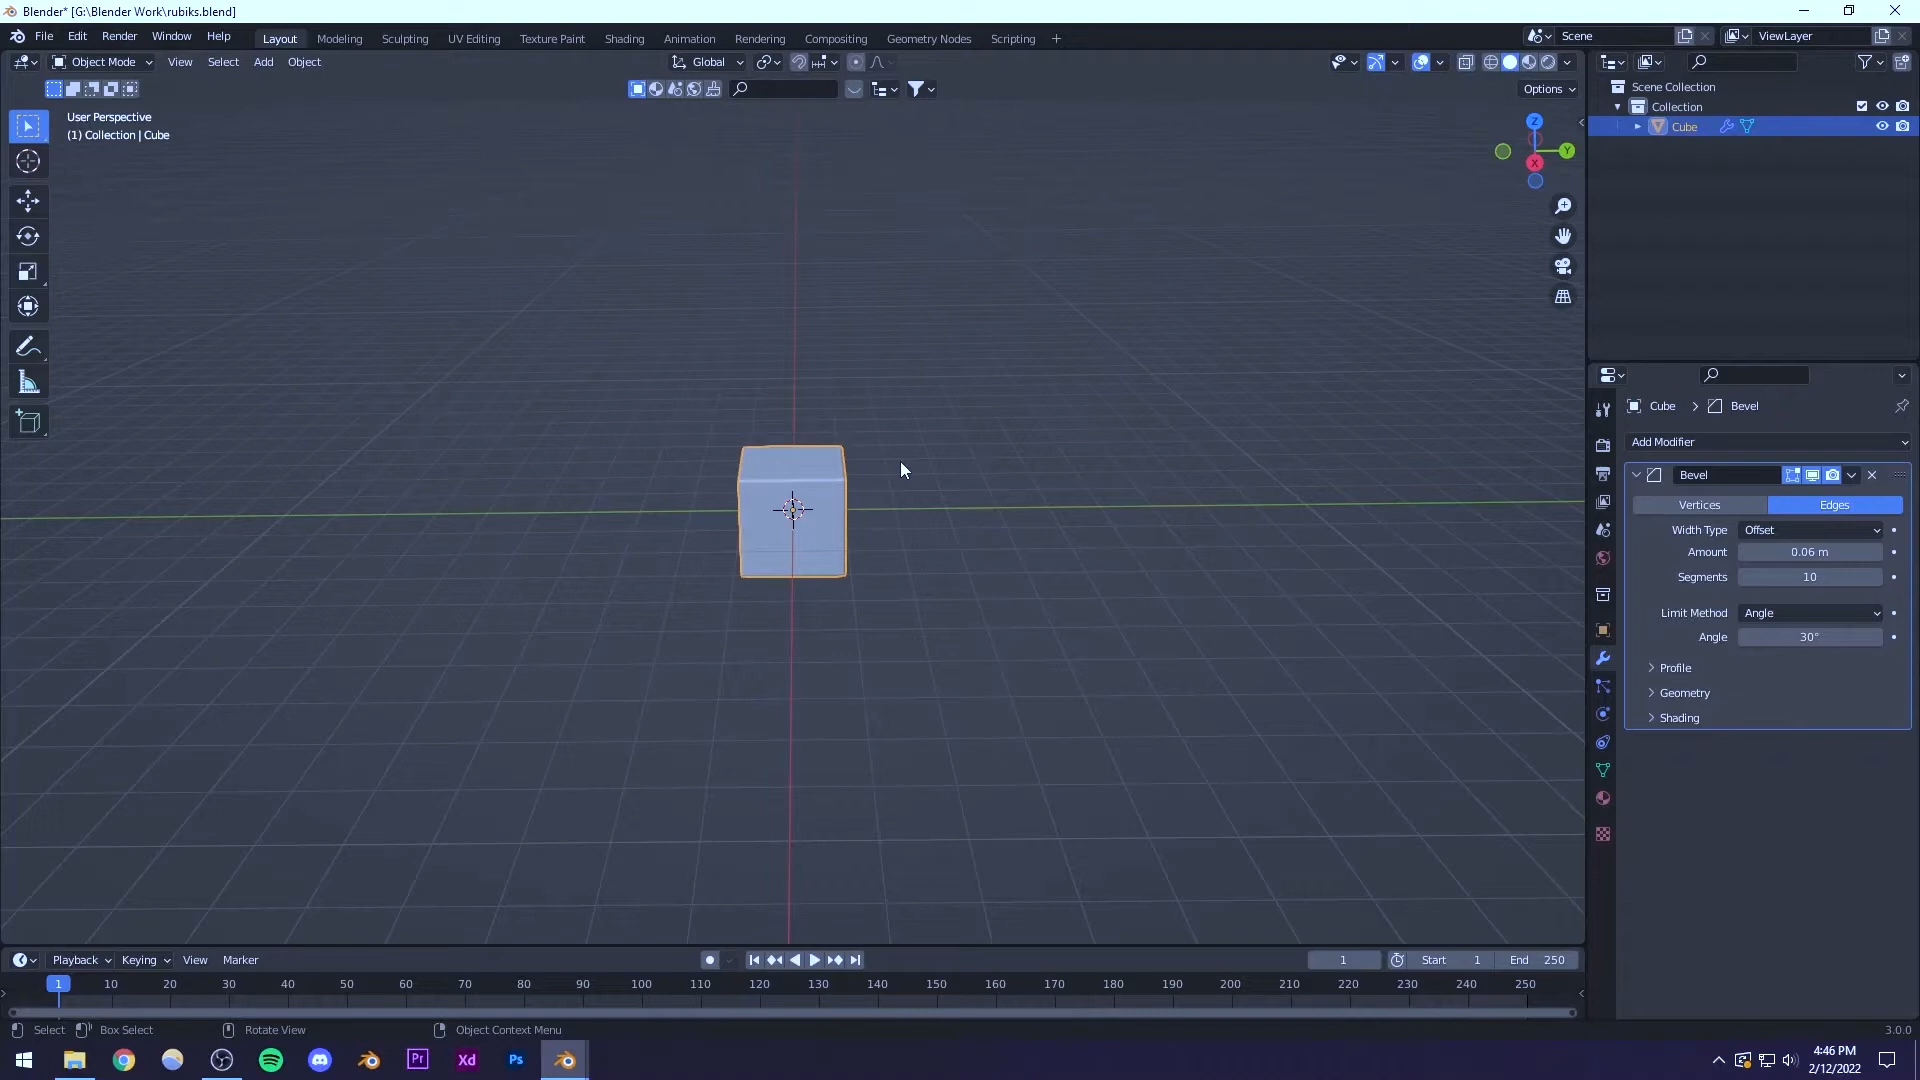 Blender* [G:\Blender Work\rubiks.blend]
File Edit Render Window Help Layout Modeling Sculpting UV Editing Texture Paint Shading Animation Rendering Compositing Geometry Nodes Scripting + Scene ViewLayer
Object Mode View Select Add Object Global
Options
User Perspective
(1) Collection | Cube
Z
Y
X
Scene Collection
Collection
Cube
Cube > Bevel
Add Modifier
Bevel
Vertices Edges
Width Type Offset
Amount 0.06 m
Segments 10
Limit Method Angle
Angle 30°
Profile
Geometry
Shading
Playback Keying View Marker 1 Start 1 End 250
1 10 20 30 40 50 60 70 80 90 100 110 120 130 140 150 160 170 180 190 200 210 220 230 240 250
Select Box Select Rotate View Object Context Menu 3.0.0
Pr Xd Ps
4:46 PM
2/12/2022